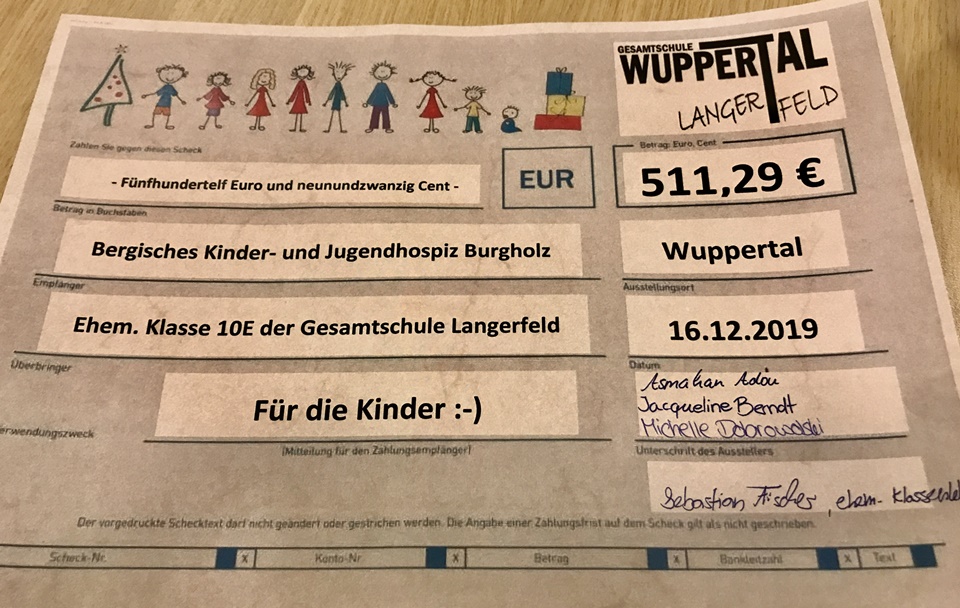 GESAMTSCHULE
WUPPERTAL
LANGERFELD
Zahlen Sie gegen diesen Scheck
Betrag: Euro, Cent
- Fünfhundertelf Euro und neunundzwanzig Cent -
EUR
511,29 €
Betrag in Buchstaben
Bergisches Kinder- und Jugendhospiz Burgholz
Wuppertal
Empfänger
Ausstellungsort
Ehem. Klasse 10E der Gesamtschule Langerfeld
16.12.2019
Überbringer
Datum
Für die Kinder :-)
Asmahan
Jacqueline Berndt
Michelle Dobrowolski
erwendungszweck
(Mitteilung für den Zahlungsempfänger)
Unterschrift des Ausstellers
Sebastian Fischer, ehem. Klassenle
Der vorgedruckte Schecktext darf nicht geändert oder gestrichen werden. Die Angabe einer Zahlungsfrist auf dem Scheck gilt als nicht geschrieben.
Scheck-Nr. x Konto-Nr. x Betrag x Bankleitzahl x Text